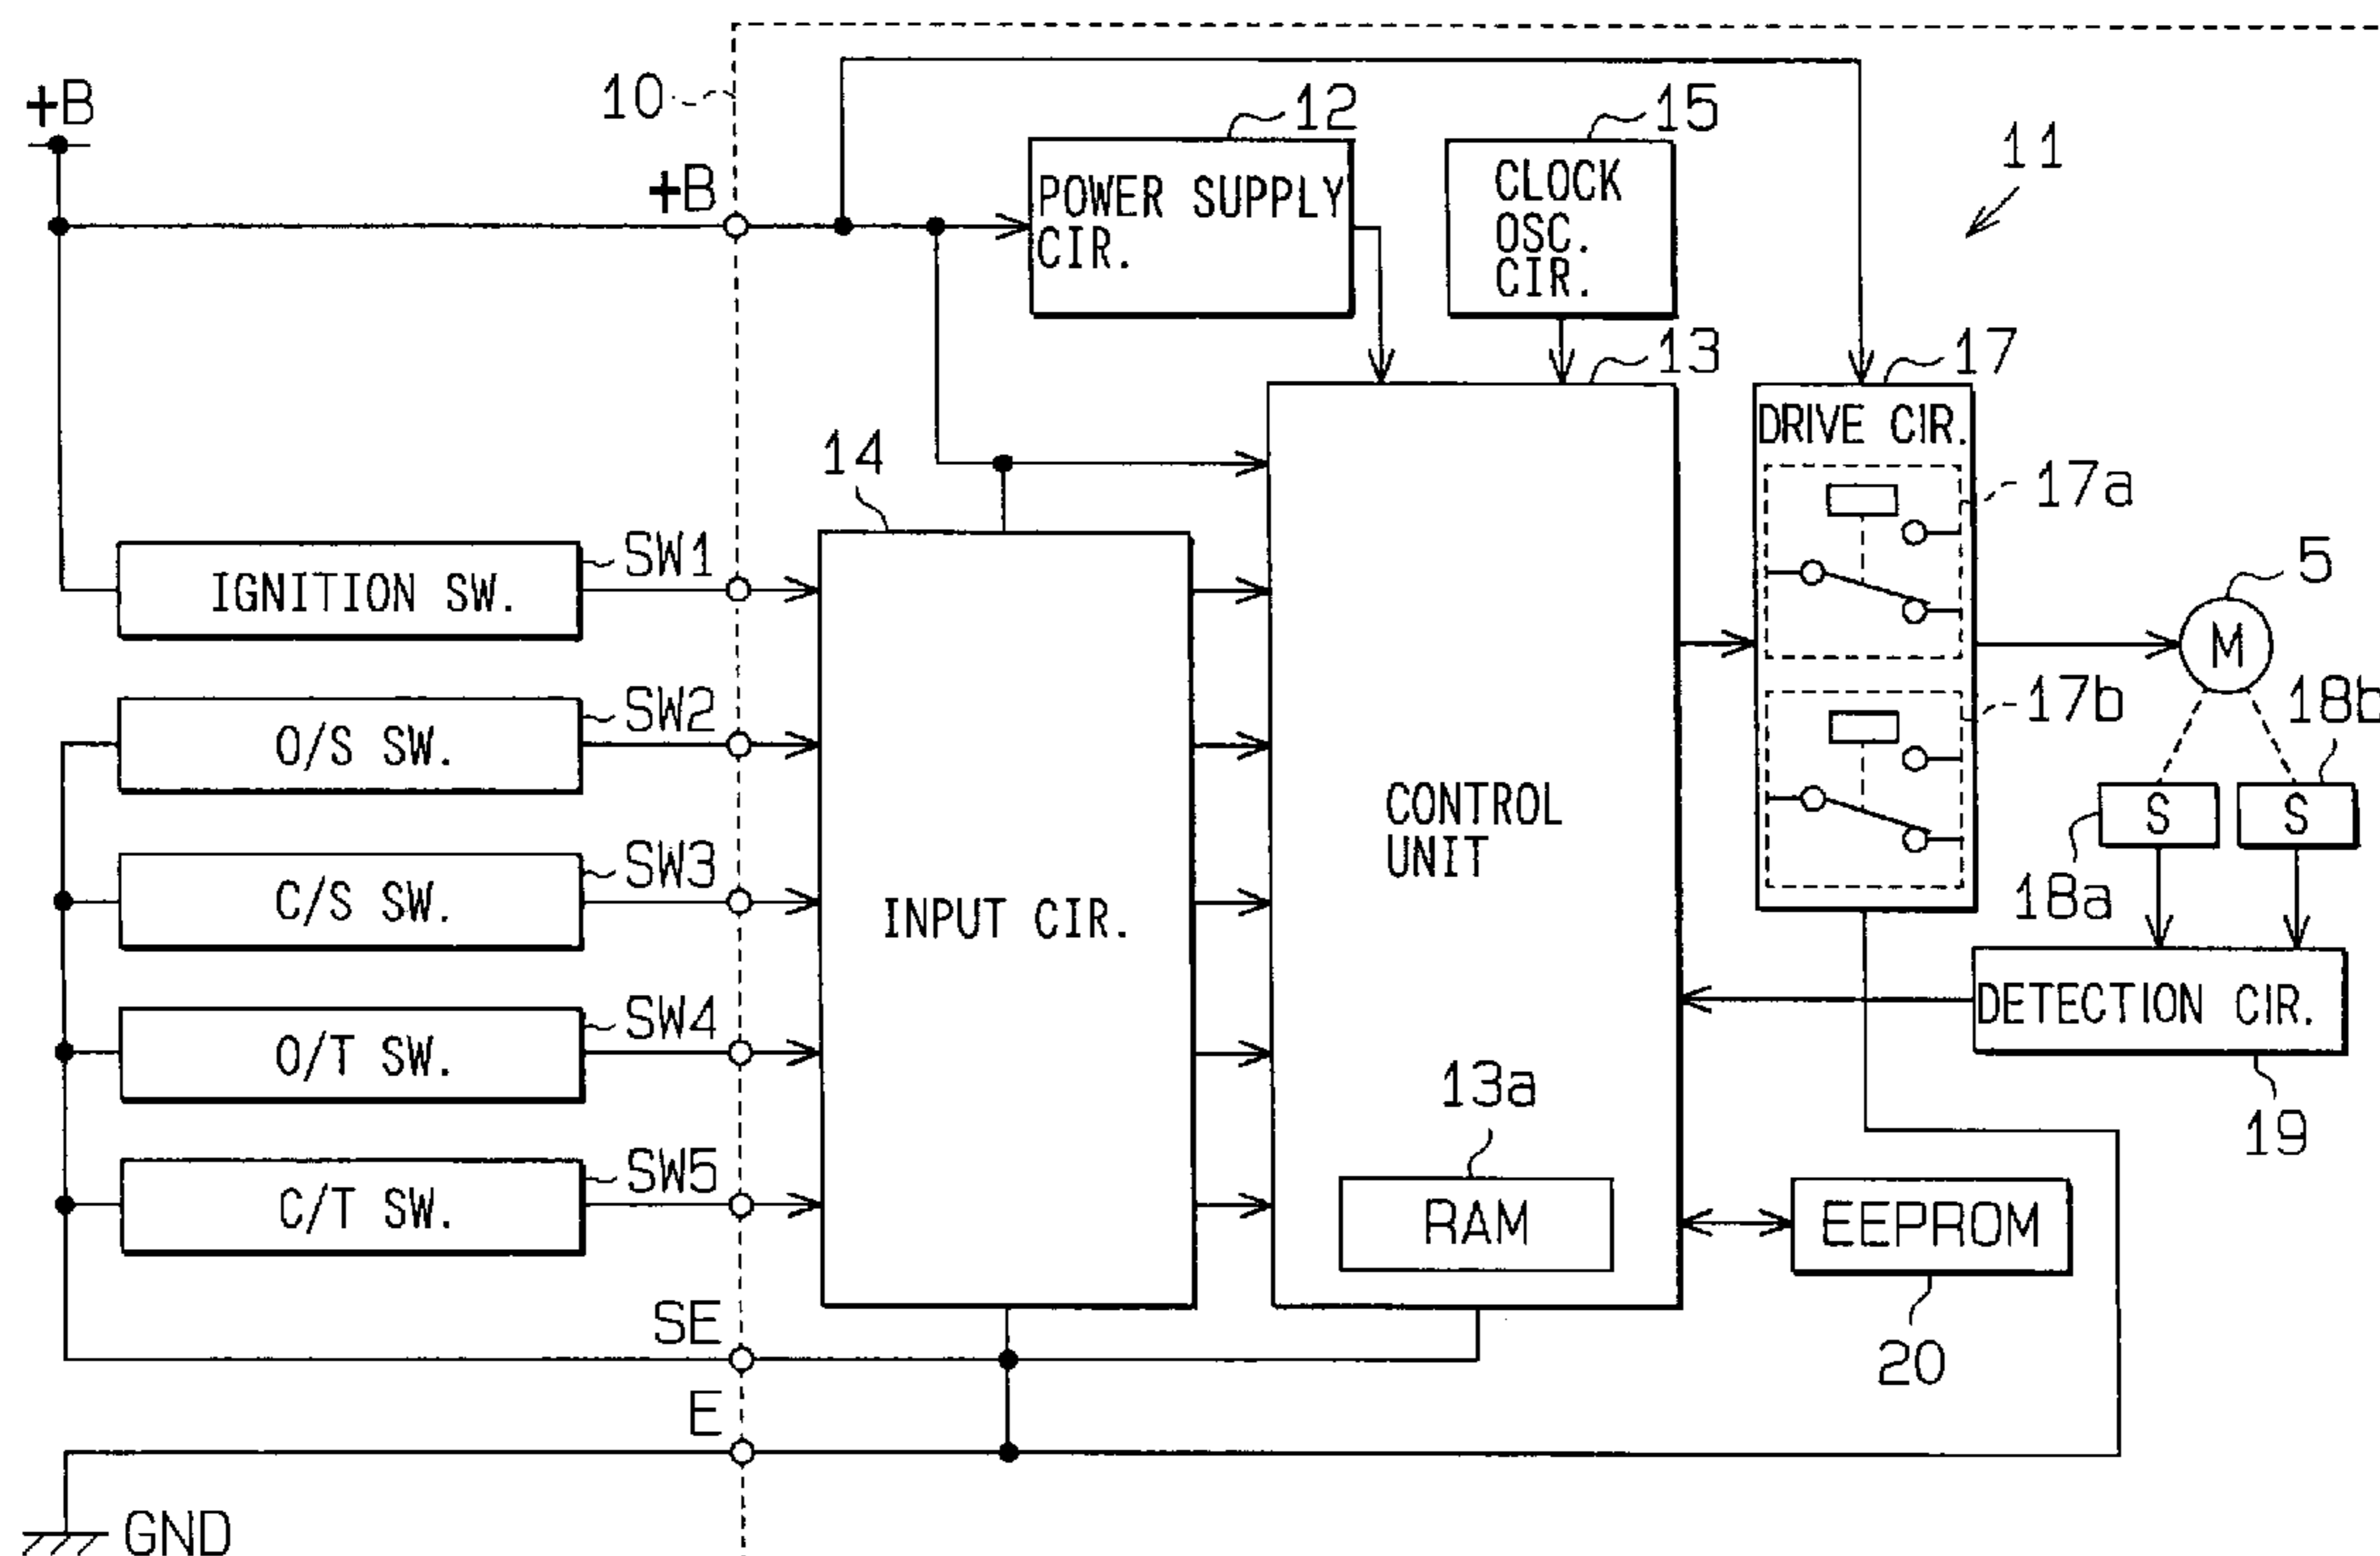 +B
10
+B
12
POWER SUPPLY
CIR.
15
CLOCK
OSC.
CIR.
11
13
17
DRIVE CIR.
17a
17b
14
SW1
IGNITION SW.
SW2
O/S SW.
SW3
C/S SW.
SW4
O/T SW.
SW5
C/T SW.
INPUT CIR.
CONTROL
UNIT
13a
RAM
5
M
18b
S
S
18a
DETECTION CIR.
19
EEPROM
20
SE
E
GND